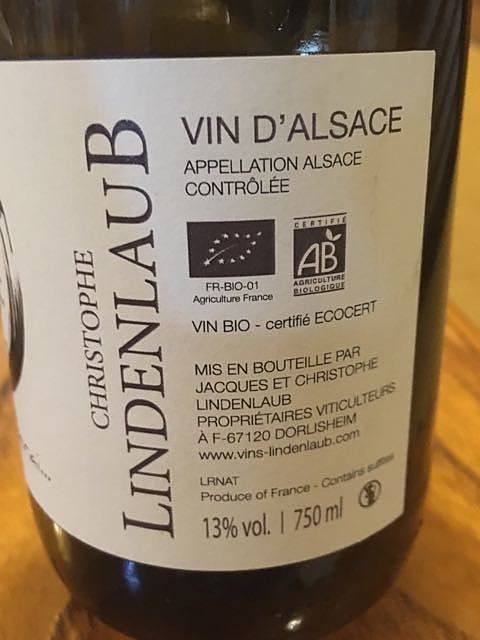 CHRISTOPHE
LINDENLAUB
VIN D'ALSACE
APPELLATION ALSACE
CONTRÔLÉE
FR-BIO-01
Agriculture France
CERTIFIÉ
AB
AGRICULTURE
BIOLOGIQUE
VIN BIO - certifié ECOCERT
MIS EN BOUTEILLE PAR
JACQUES ET CHRISTOPHE
LINDENLAUB
PROPRIÉTAIRES VITICULTEURS
À F-67120 DORLISHEIM
www.vins-lindenlaub.com
LRNAT
Produce of France - Contains sulfites
13% vol. | 750 ml